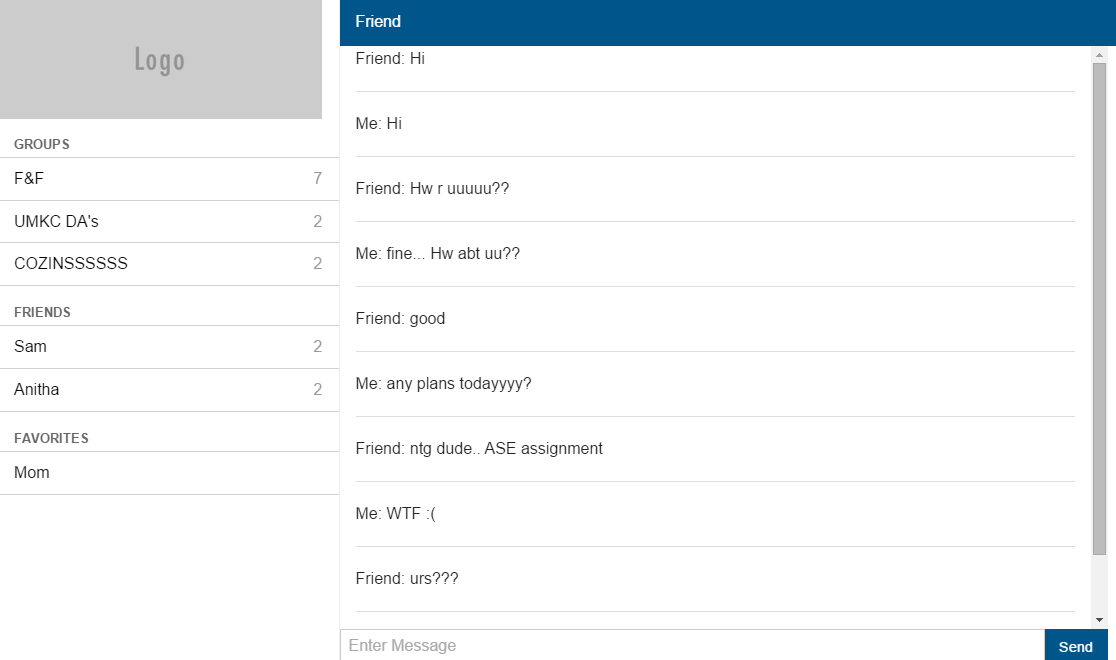 Logo
GROUPS
F&F 7
UMKC DA's 2
COZINSSSSSS 2
FRIENDS
Sam 2
Anitha 2
FAVORITES
Mom
Friend
Friend: Hi
Me: Hi
Friend: Hw r uuuuu??
Me: fine... Hw abt uu??
Friend: good
Me: any plans todayyyy?
Friend: ntg dude.. ASE assignment
Me: WTF :(
Friend: urs???
Enter Message
Send